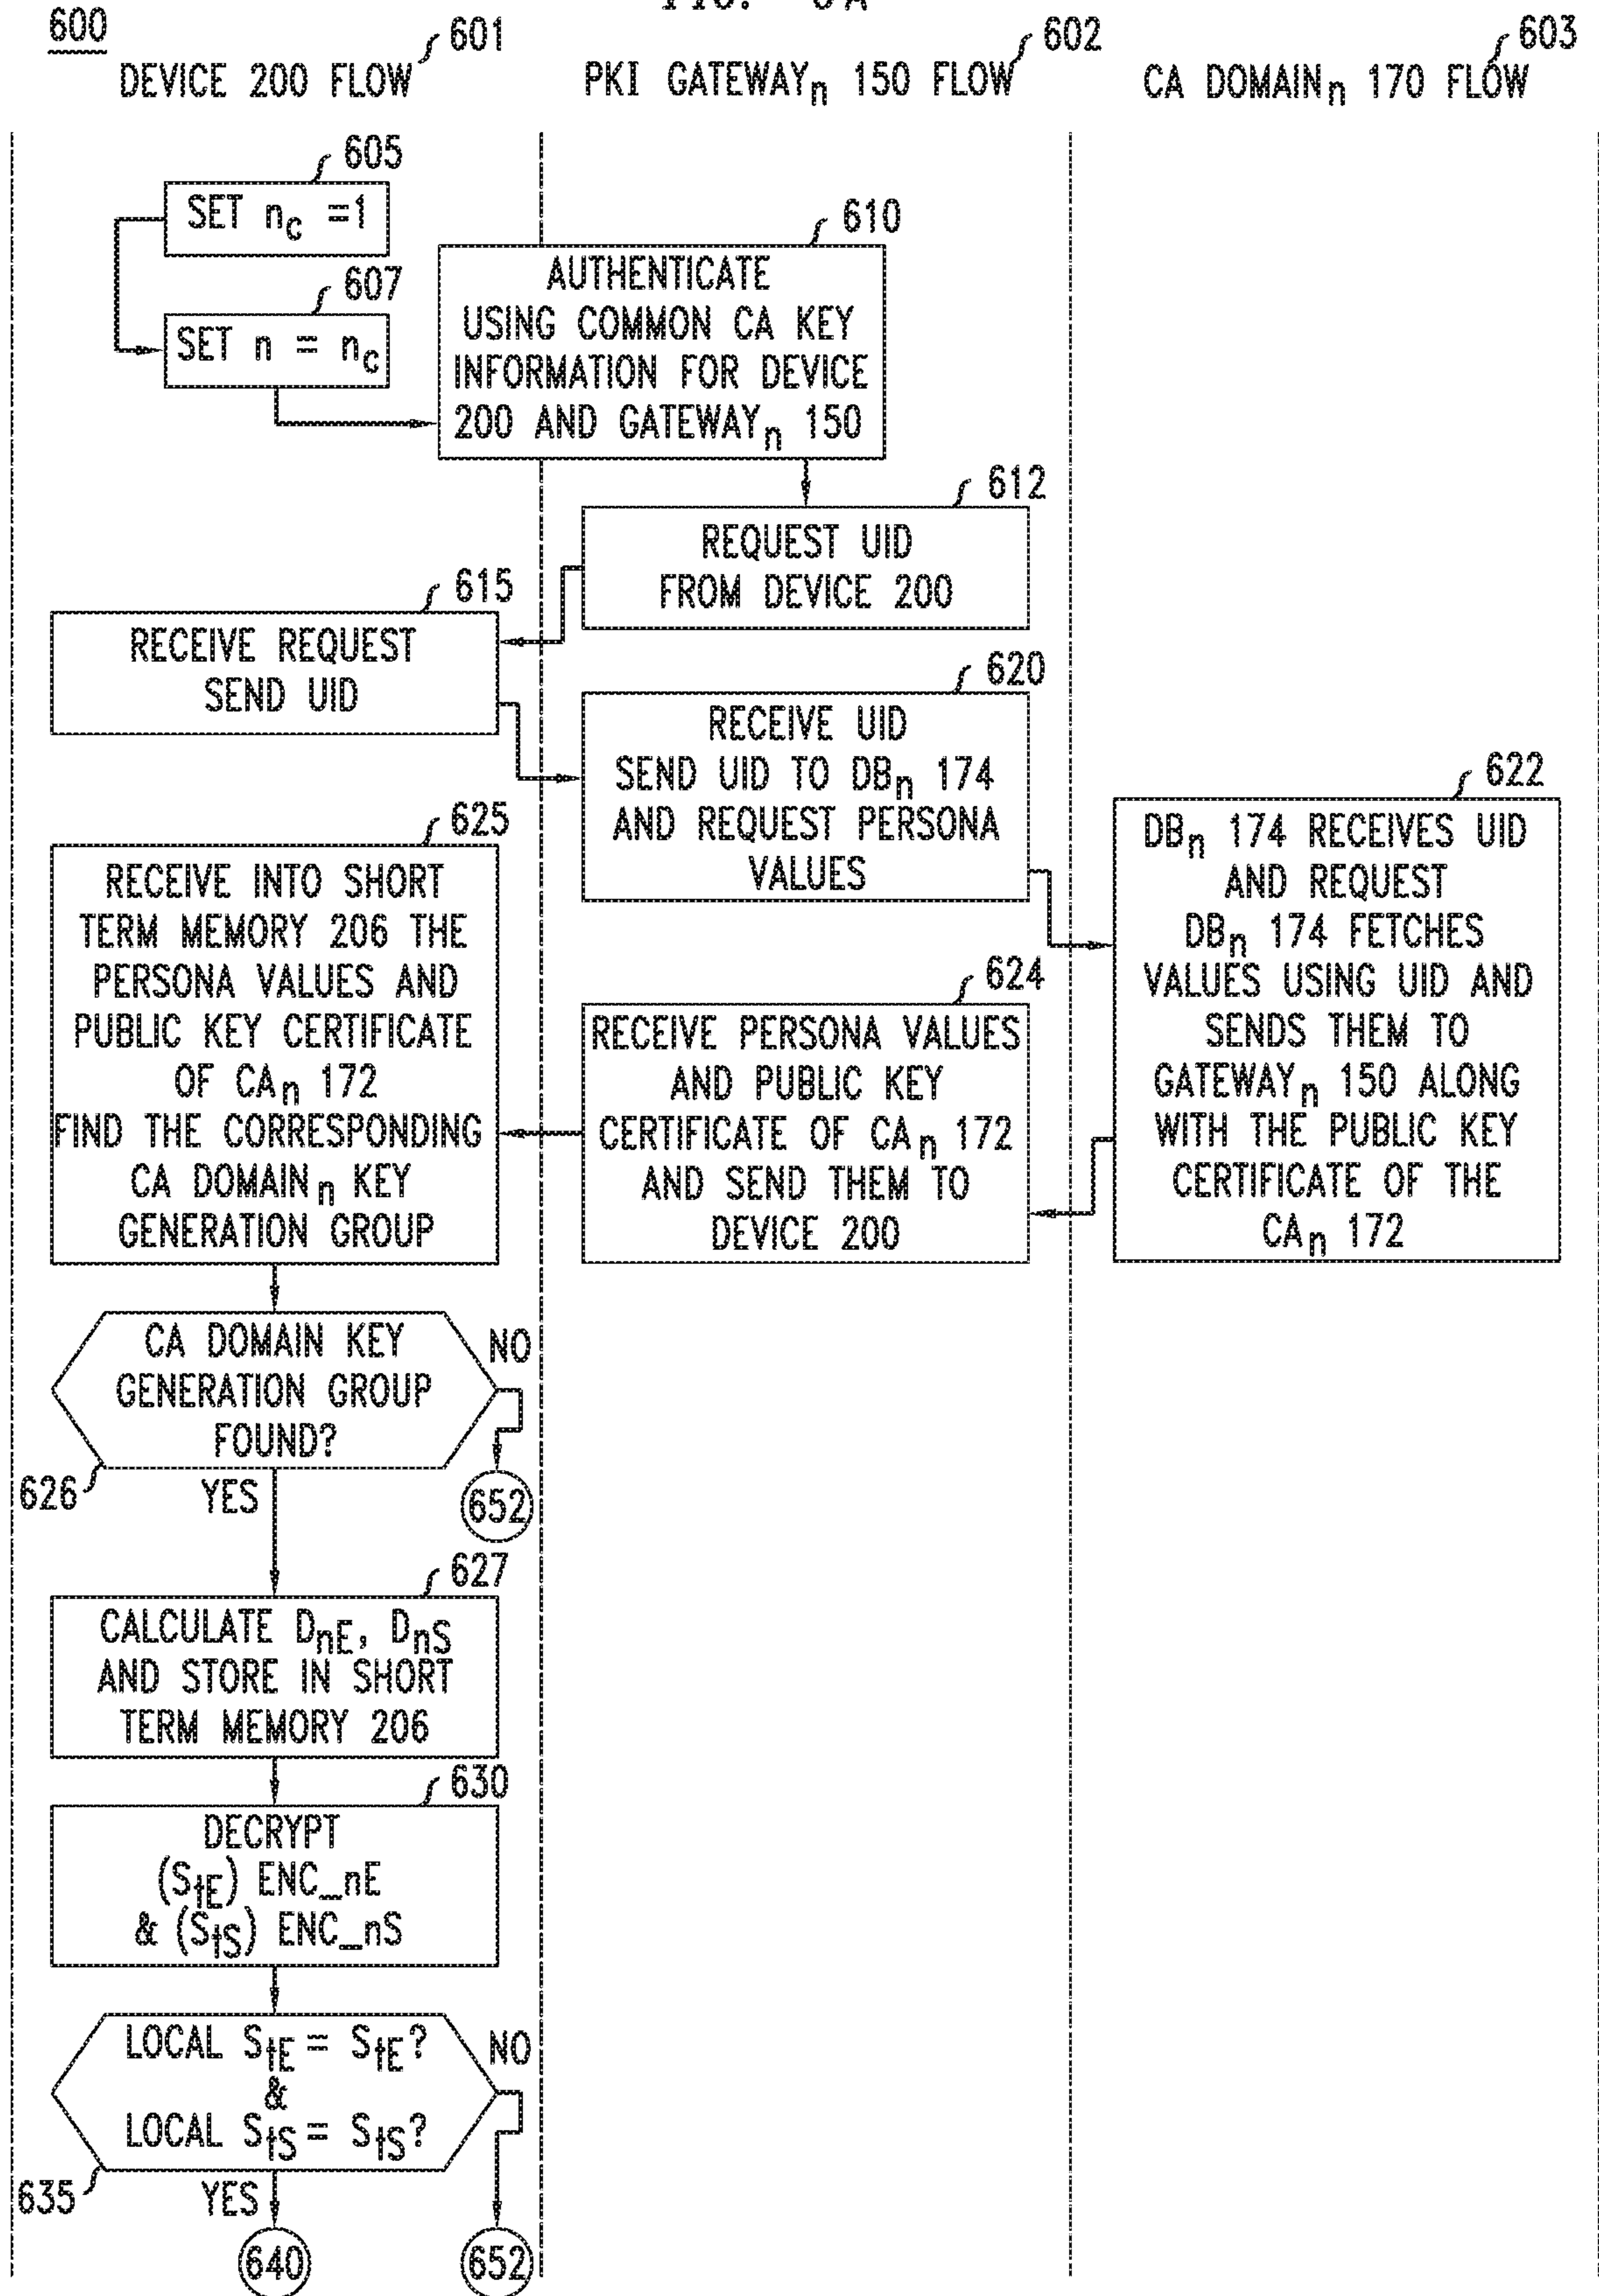 FIG. 6A
600
601
DEVICE 200 FLOW
602
PKI GATEWAYn 150 FLOW
603
CA DOMAINn 170 FLOW
605
SET nc =1
607
SET n = nc
610
AUTHENTICATE
USING COMMON CA KEY
INFORMATION FOR DEVICE
200 AND GATEWAYn 150
612
REQUEST UID
FROM DEVICE 200
615
RECEIVE REQUEST
SEND UID
620
RECEIVE UID
SEND UID TO DBn 174
AND REQUEST PERSONA
VALUES
622
DBn 174 RECEIVES UID
AND REQUEST
DBn 174 FETCHES
VALUES USING UID AND
SENDS THEM TO
GATEWAYn 150 ALONG
WITH THE PUBLIC KEY
CERTIFICATE OF THE
CAn 172
624
RECEIVE PERSONA VALUES
AND PUBLIC KEY
CERTIFICATE OF CAn 172
AND SEND THEM TO
DEVICE 200
625
RECEIVE INTO SHORT
TERM MEMORY 206 THE
PERSONA VALUES AND
PUBLIC KEY CERTIFICATE
OF CAn 172
FIND THE CORRESPONDING
CA DOMAINn KEY
GENERATION GROUP
CA DOMAIN KEY
GENERATION GROUP
FOUND?
NO
626
YES
652
627
CALCULATE DnE, DnS
AND STORE IN SHORT
TERM MEMORY 206
630
DECRYPT
(StE) ENC_nE
& (StS) ENC_nS
LOCAL StE = StE?
&
LOCAL StS = StS?
NO
635
YES
640
652